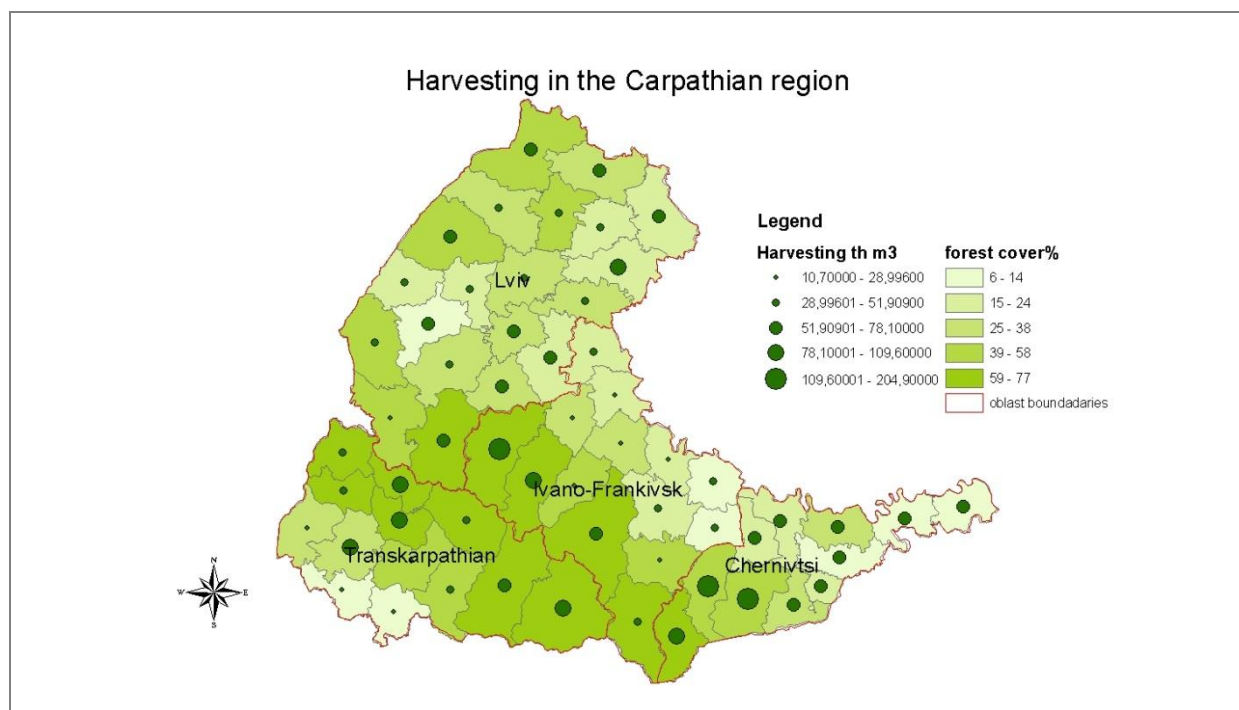 Harvesting in the Carpathian region
Legend
Harvesting th m3
10,70000 - 28,99600
28,99601 - 51,90900
51,90901 - 78,10000
78,10001 - 109,60000
109,60001 - 204,90000
forest cover%
6 - 14
15 - 24
25 - 38
39 - 58
59 - 77
oblast boundadaries
Lviv
Ivano-Frankivsk
Transkarpathian
Chernivtsi
N
W
E
S